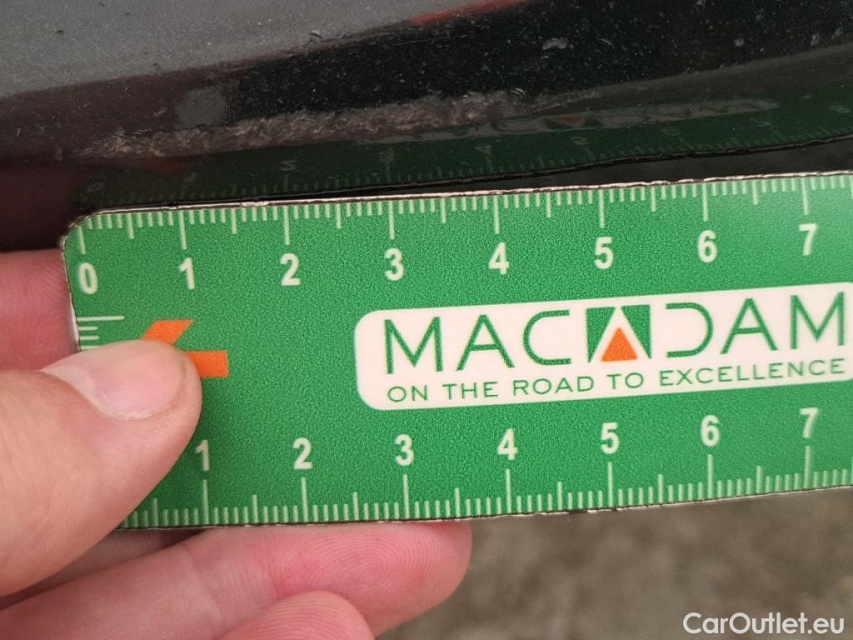 0 1 2 3 4 5 6 7
MACADAM
ON THE ROAD TO EXCELLENCE
1 2 3 4 5 6 7
CarOutlet.eu